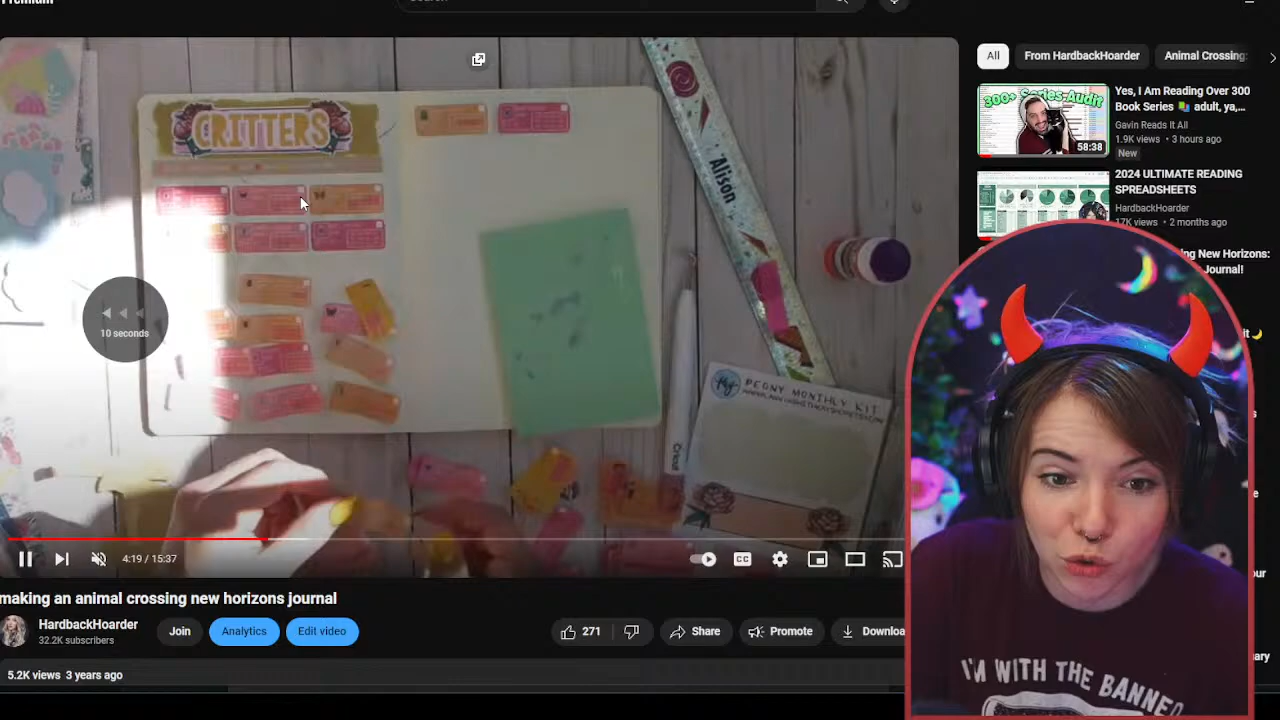 Premium
Search
CRITTERS
Alison
10 seconds
PEONY MONTHLY KIT
Cricut
4:19 / 15:37
CC
making an animal crossing new horizons journal
HardbackHoarder
32.2K subscribers
Join
Analytics
Edit video
271
Share
Promote
Downloa
5.2K views 3 years ago
All
From HardbackHoarder
Animal Crossing:
300+ Series Audit
58:38
Yes, I Am Reading Over 300
Book Series 📚 adult, ya,...
Gavin Reads It All
1.9K views • 3 hours ago
New
2024 ULTIMATE READING
SPREADSHEETS
HardbackHoarder
17K views • 2 months ago
ing New Horizons:
Journal!
I'M WITH THE BANNED